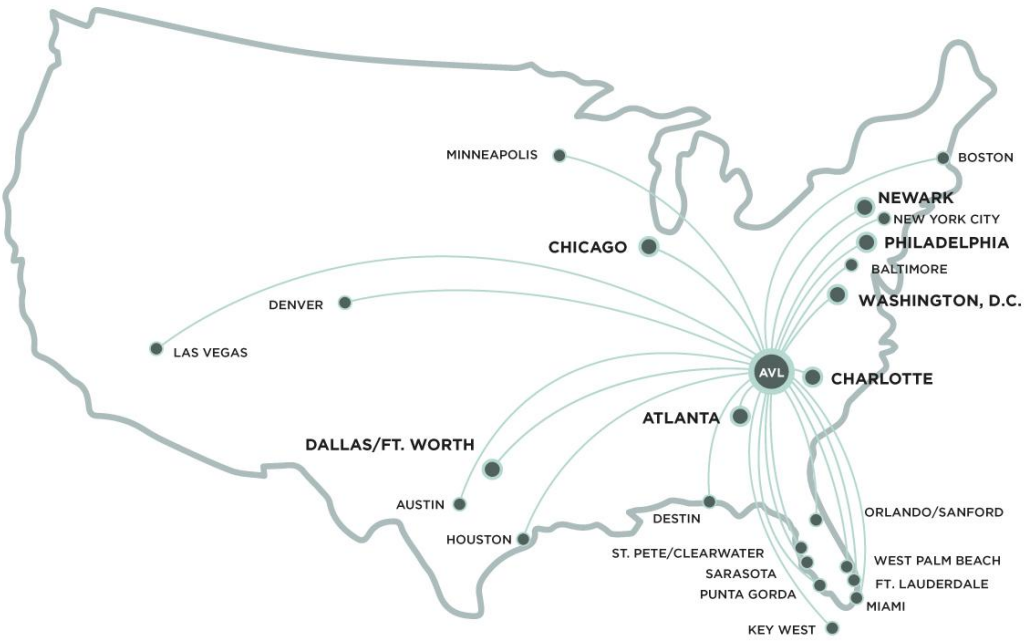 MINNEAPOLIS
BOSTON
NEWARK
NEW YORK CITY
CHICAGO
PHILADELPHIA
BALTIMORE
DENVER
WASHINGTON, D.C.
LAS VEGAS
AVL
CHARLOTTE
ATLANTA
DALLAS/FT. WORTH
AUSTIN
DESTIN
ORLANDO/SANFORD
HOUSTON
ST. PETE/CLEARWATER
WEST PALM BEACH
SARASOTA
FT. LAUDERDALE
PUNTA GORDA
MIAMI
KEY WEST